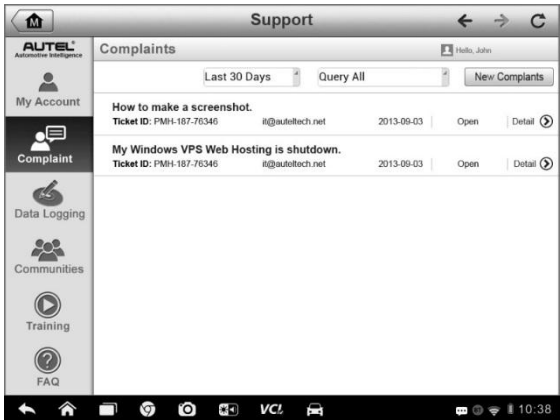 Support
AUTEL
Automotive Intelligence
Complaints
Hello, John
Last 30 Days
Query All
New Complants
My Account
How to make a screenshot.
Ticket ID: PMH-187-76346 it@auteltech.net 2013-09-03 Open Detail
My Windows VPS Web Hosting is shutdown.
Ticket ID: PMH-187-76346 it@auteltech.net 2013-09-03 Open Detail
Complaint
Data Logging
Communities
Training
FAQ
VCI
10:38